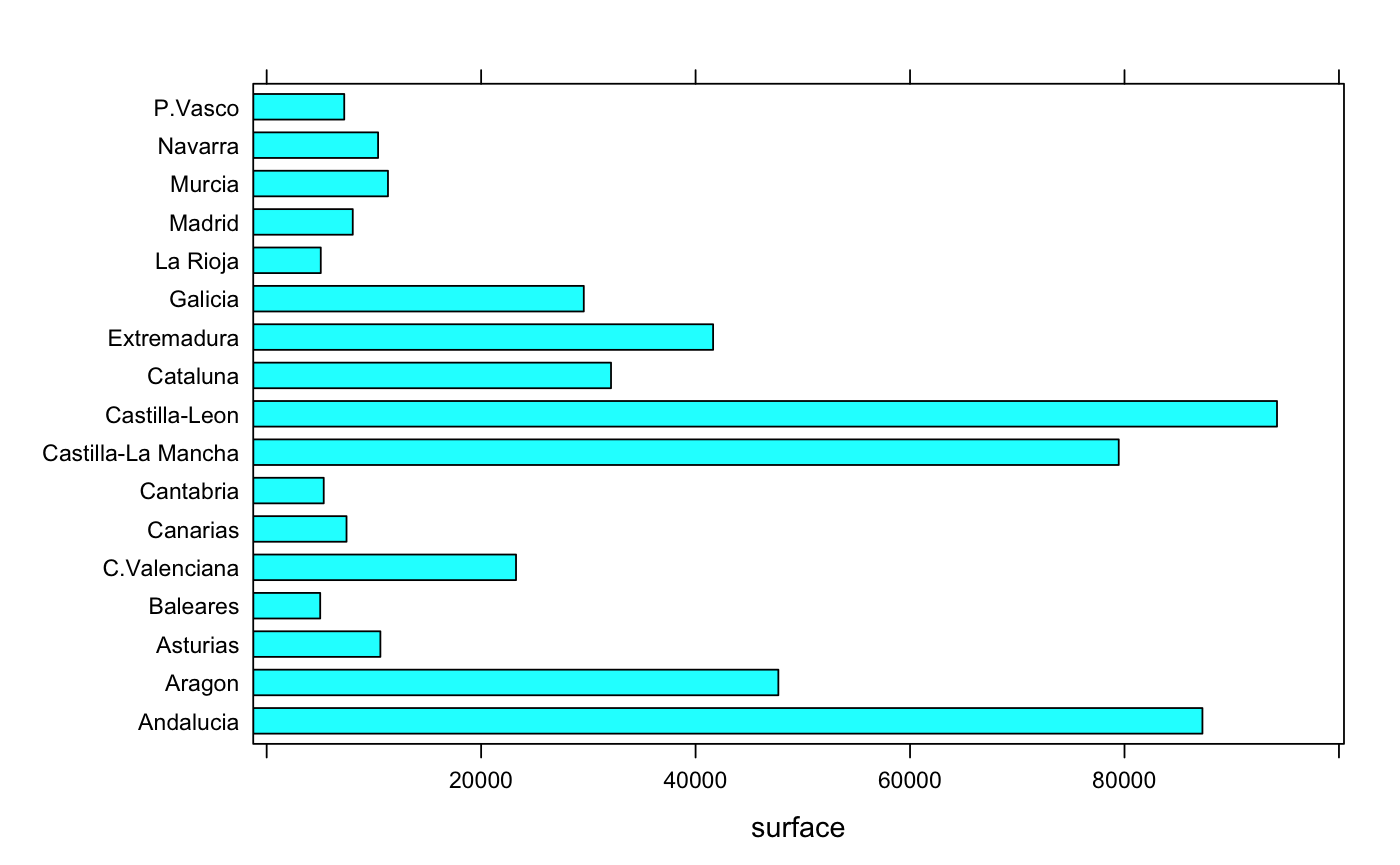 P.Vasco
Navarra
Murcia
Madrid
La Rioja
Galicia
Extremadura
Cataluna
Castilla-Leon
Castilla-La Mancha
Cantabria
Canarias
C.Valenciana
Baleares
Asturias
Aragon
Andalucia
20000 40000 60000 80000
surface